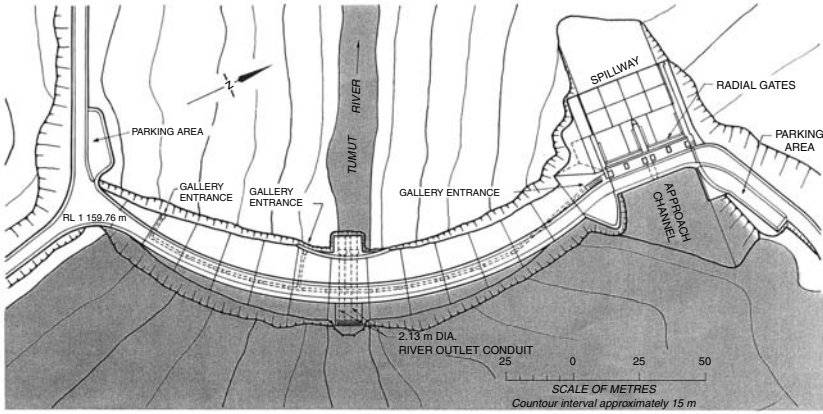 SPILLWAY
RADIAL GATES
N
TUMUT RIVER
PARKING AREA
PARKING
AREA
GALLERY
ENTRANCE
GALLERY
ENTRANCE
GALLERY ENTRANCE
APPROACH
CHANNEL
RL 1 159.76 m
2.13 m DIA.
RIVER OUTLET CONDUIT
25 0 25 50
SCALE OF METRES
Countour interval approximately 15 m